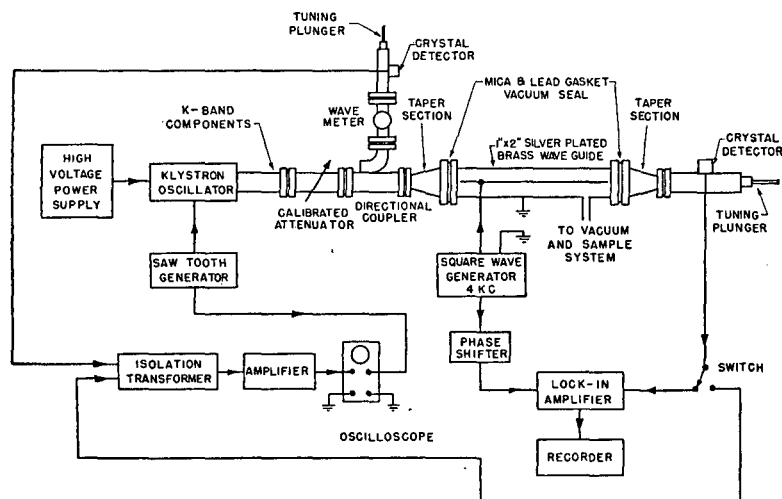 TUNING
PLUNGER
CRYSTAL
DETECTOR
MICA & LEAD GASKET
VACUUM SEAL
K-BAND
COMPONENTS
WAVE
METER
TAPER
SECTION
1"x2" SILVER PLATED
BRASS WAVE GUIDE
TAPER
SECTION
CRYSTAL
DETECTOR
HIGH
VOLTAGE
POWER
SUPPLY
KLYSTRON
OSCILLATOR
CALIBRATED
ATTENUATOR
DIRECTIONAL
COUPLER
TUNING
PLUNGER
TO VACUUM
AND SAMPLE
SYSTEM
SAW TOOTH
GENERATOR
SQUARE WAVE
GENERATOR
4 KC
PHASE
SHIFTER
ISOLATION
TRANSFORMER
AMPLIFIER
OSCILLOSCOPE
LOCK-IN
AMPLIFIER
SWITCH
RECORDER